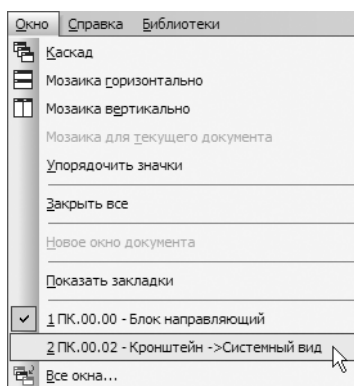 Окно Справка Библиотеки
Каскад
Мозаика горизонтально
Мозаика вертикально
Мозаика для текущего документа
Упорядочить значки
Закрыть все
Новое окно документа
Показать закладки
1 ПК.00.00 - Блок направляющий
2 ПК.00.02 - Кронштейн ->Системный вид
Все окна...